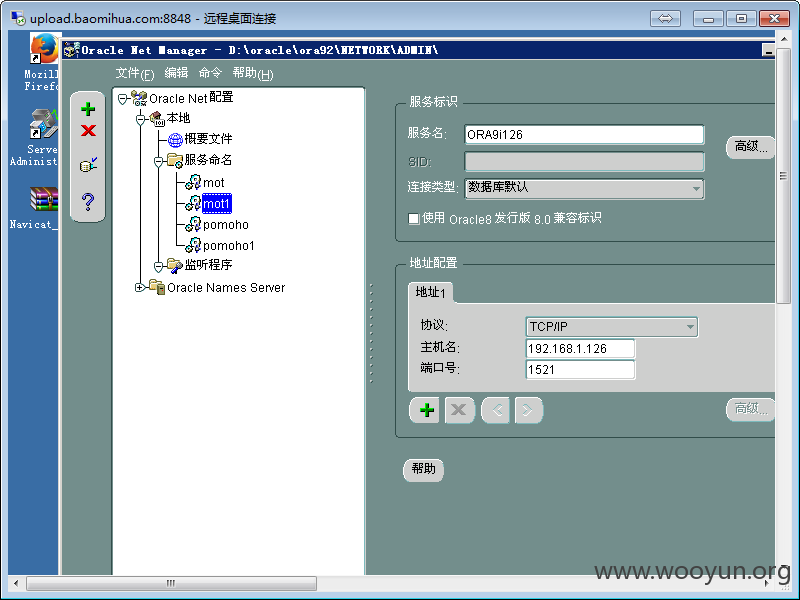 upload.baomihua.com:8848 - 远程桌面连接
Oracle Net Manager - D:\oracle\ora92\NETWORK\ADMIN\
文件(F) 编辑 命令 帮助(H)
Mozill
Firefo
Serve
Administ
Navicat_
Oracle Net 配置
本地
概要文件
服务命名
mot
mot1
pomoho
pomoho1
监听程序
Oracle Names Server
服务标识
服务名: ORA9i126
高级...
SID:
连接类型: 数据库默认
使用 Oracle8 发行版 8.0 兼容标识
地址配置
地址1
协议: TCP/IP
主机名: 192.168.1.126
端口号: 1521
高级...
帮助
www.wooyun.org